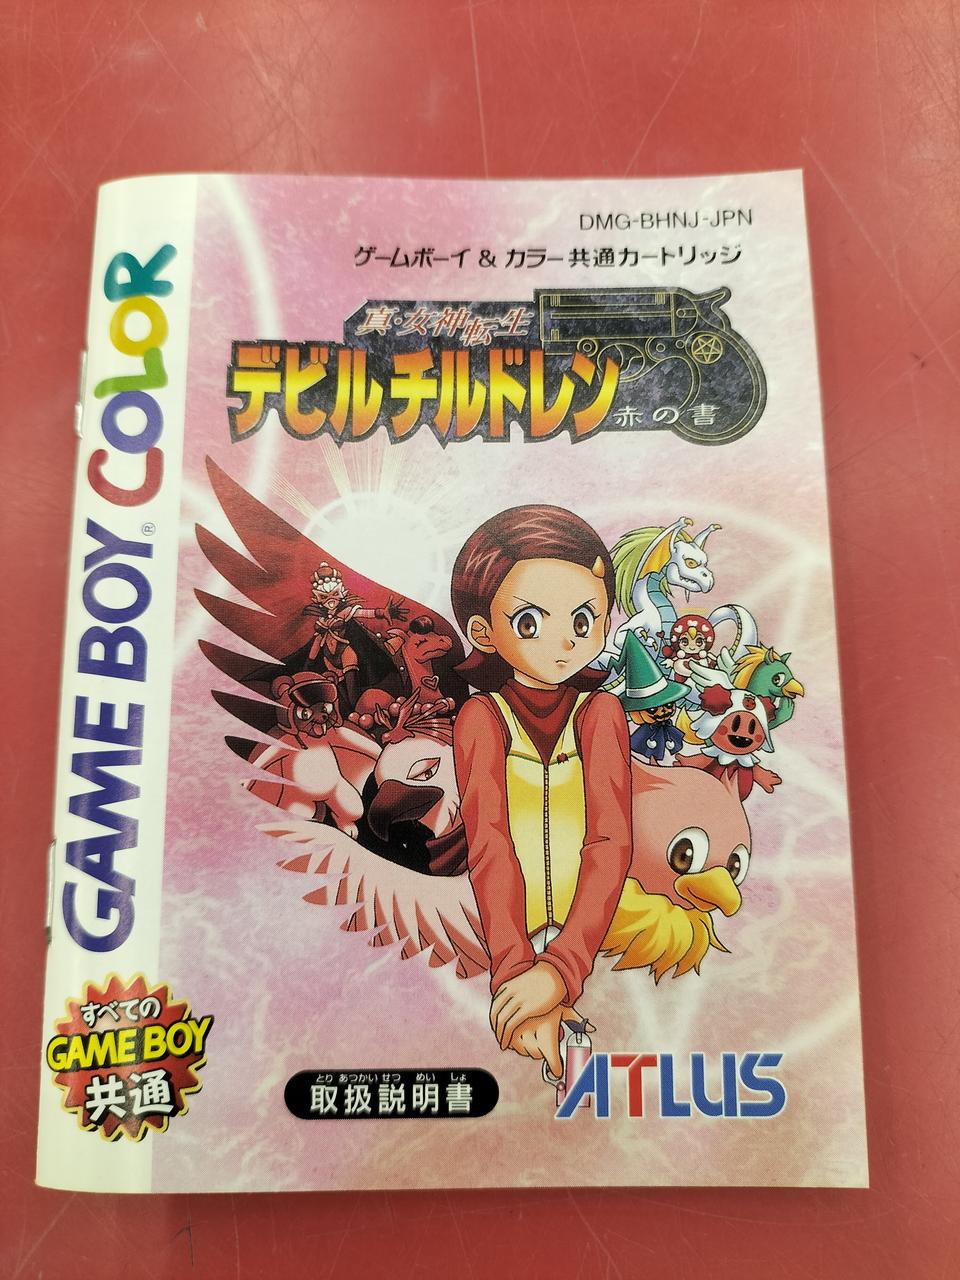 DMG-BHNJ-JPN
ゲームボーイ & カラー共通カートリッジ
真・女神転生
デビルチルドレン
赤の書
GAME BOY COLOR
®
すべての
GAME BOY
共通
とりあつかいせつめいしょ
取扱説明書
ATLUS